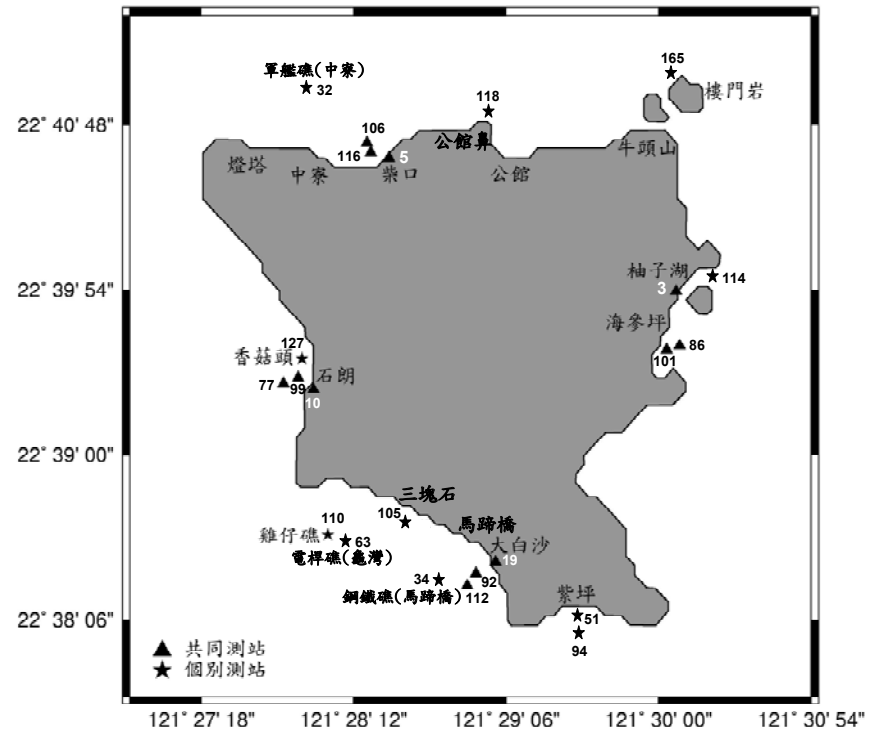 165
軍艦礁(中寮)
32
樓門岩
118
22° 40' 48"
106
公館鼻
116
5
牛頭山
燈塔
中寮
柴口
公館
柚子湖
114
22° 39' 54"
3
海參坪
127
86
香菇頭
101
石朗
77
99
10
22° 39' 00"
三塊石
105
馬蹄橋
110
雞仔礁
63
大白沙
電桿礁(龜灣)
19
34
92
鋼鐵礁(馬蹄橋)
112
紫坪
22° 38' 06"
51
共同測站
94
個別測站
121° 27' 18"
121° 28' 12"
121° 29' 06"
121° 30' 00"
121° 30' 54"